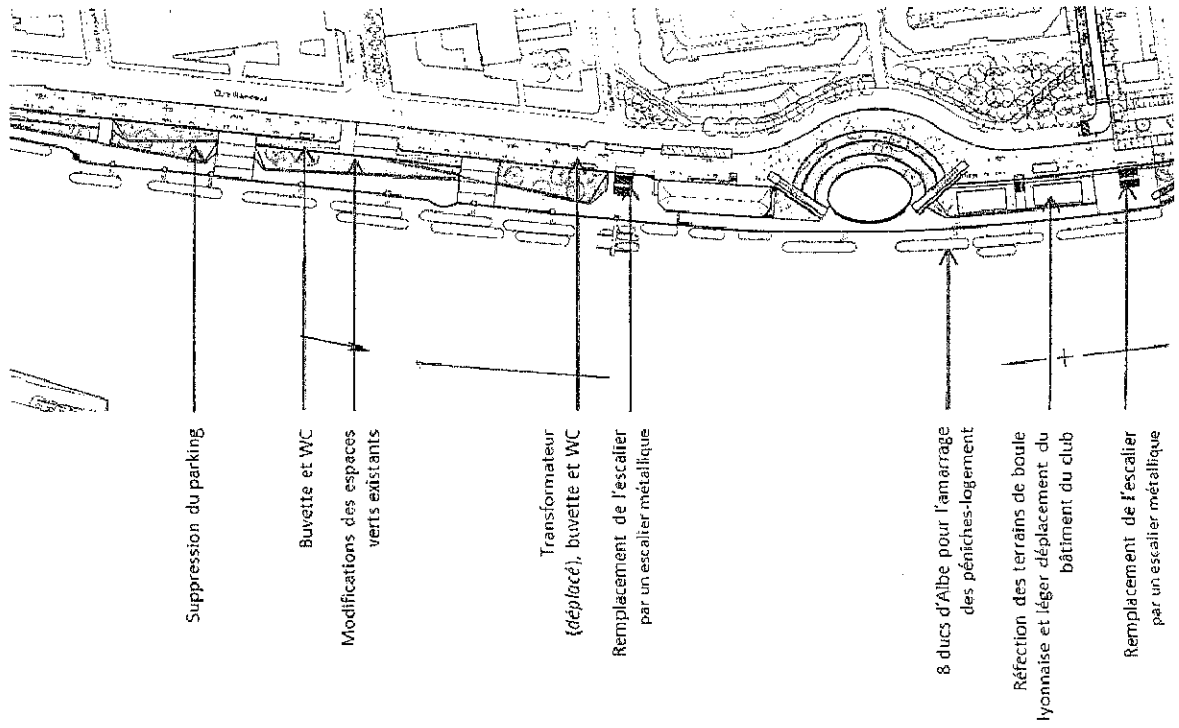 Suppression du parking
Buvette et WC
Modifications des espaces
verts existants
Transformateur
(déplacé), buvette et WC
Remplacement de l'escalier
par un escalier métallique
8 ducs d'Albe pour l'amarrage
des péniches-logement
Réfection des terrains de boule
lyonnaise et léger déplacement du
bâtiment du club
Remplacement de l'escalier
par un escalier métallique